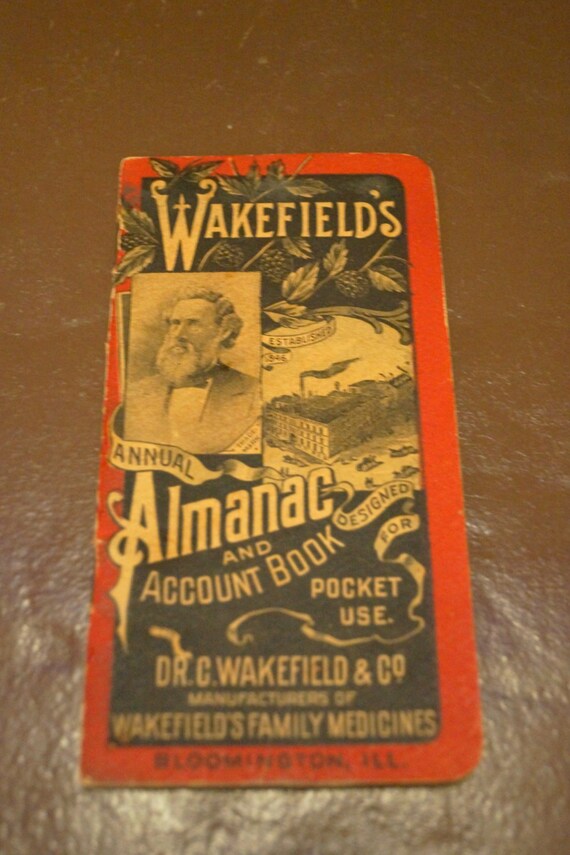 WAKEFIELD'S
ESTABLISHED
1846
ANNUAL
Almanac
AND
ACCOUNT BOOK
DESIGNED
FOR
POCKET
USE.
DR. C. WAKEFIELD & CO
MANUFACTURERS OF
WAKEFIELD'S FAMILY MEDICINES
BLOOMINGTON, ILL.